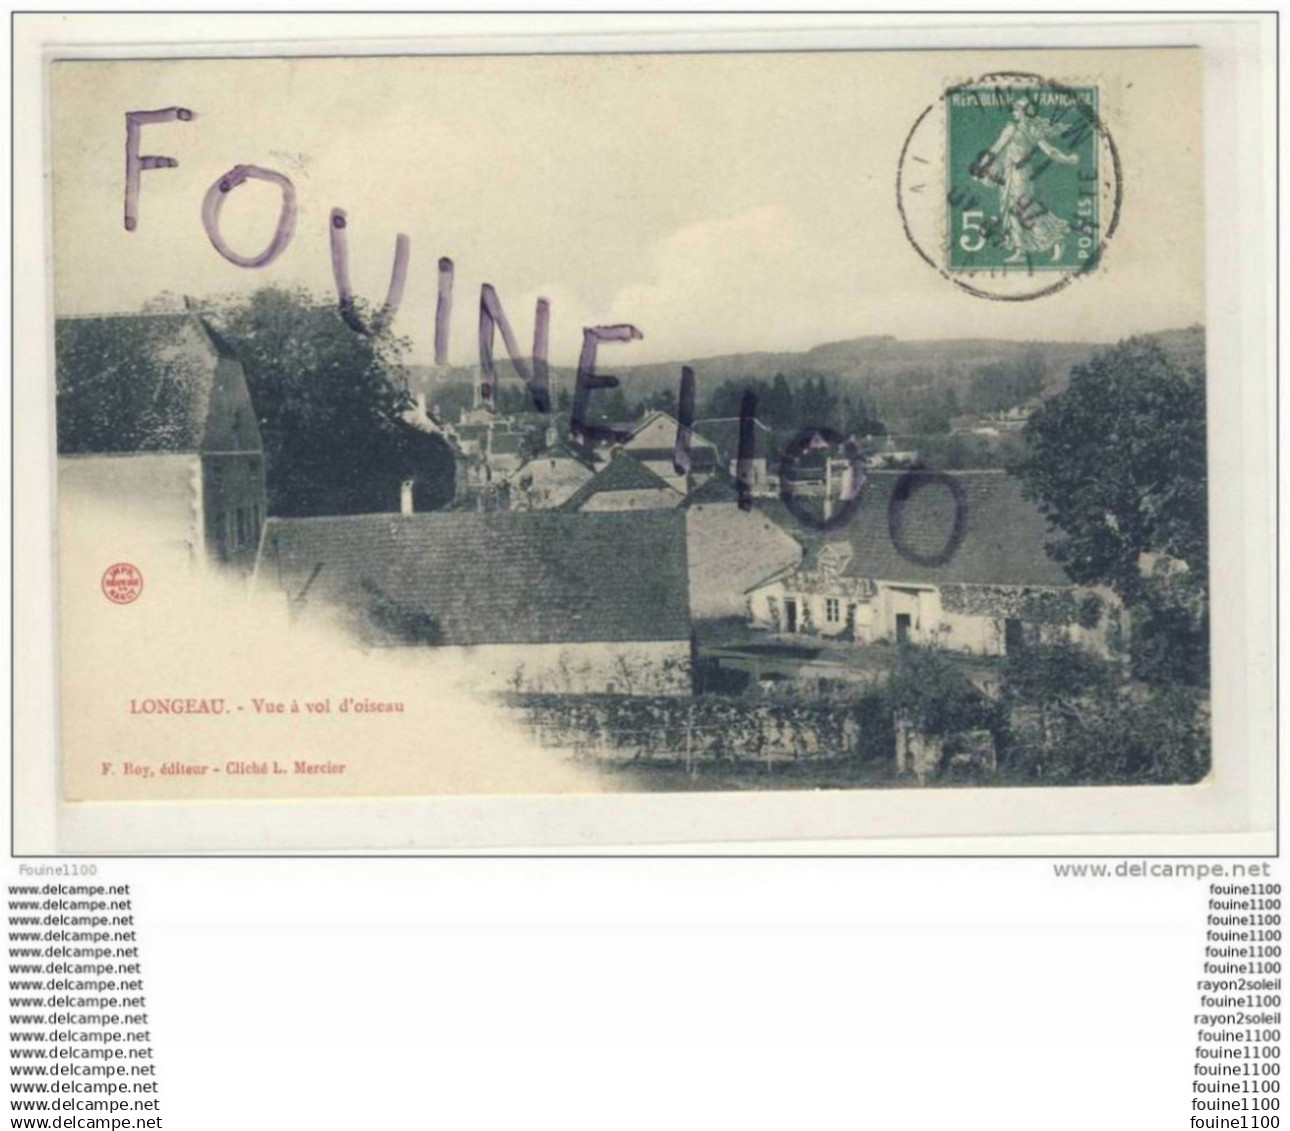 FOUINE1100
REPUBLIQUE FRANÇAISE
5c
POSTES
LONGEAU. - Vue à vol d'oiseau
F. Roy, éditeur - Cliché L. Mercier
Fouine1100
www.delcampe.net
www.delcampe.net
fouine1100
www.delcampe.net
fouine1100
www.delcampe.net
fouine1100
www.delcampe.net
fouine1100
www.delcampe.net
fouine1100
www.delcampe.net
fouine1100
www.delcampe.net
rayon2soleil
www.delcampe.net
fouine1100
www.delcampe.net
rayon2soleil
www.delcampe.net
fouine1100
www.delcampe.net
fouine1100
www.delcampe.net
fouine1100
www.delcampe.net
fouine1100
www.delcampe.net
fouine1100
www.delcampe.net
fouine1100